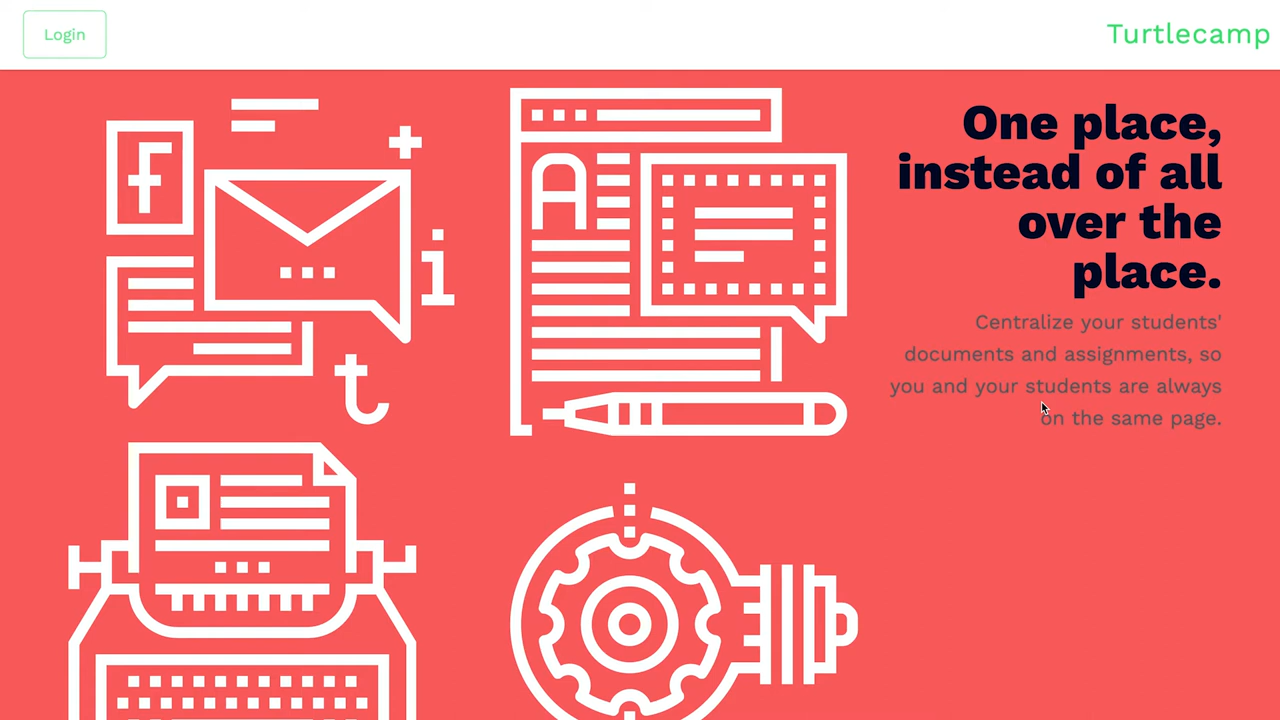 Login
Turtlecamp
One place,
instead of all
over the
place.
Centralize your students'
documents and assignments, so
you and your students are always
on the same page.
f
i
t
A